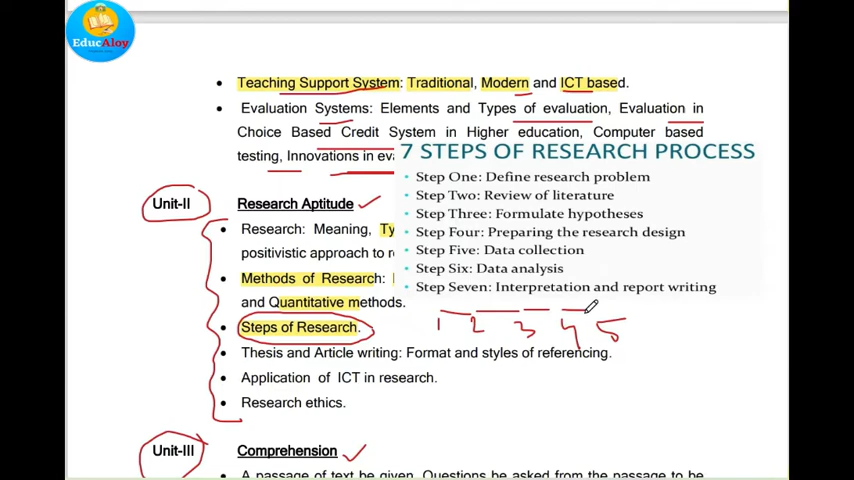 EducAloy
• Teaching Support System: Traditional, Modern and ICT based.
• Evaluation Systems: Elements and Types of evaluation, Evaluation in
Choice Based Credit System in Higher education, Computer based
testing, Innovations in eva
7 STEPS OF RESEARCH PROCESS
• Step One: Define research problem
• Step Two: Review of literature
• Step Three: Formulate hypotheses
• Step Four: Preparing the research design
• Step Five: Data collection
• Step Six: Data analysis
• Step Seven: Interpretation and report writing
1 2 3 4 5
Unit-II Research Aptitude
• Research: Meaning, Ty
positivistic approach to r
• Methods of Research:
and Quantitative methods.
• Steps of Research.
• Thesis and Article writing: Format and styles of referencing.
• Application of ICT in research.
• Research ethics.
Unit-III Comprehension
• A passage of text be given. Questions be asked from the passage to be